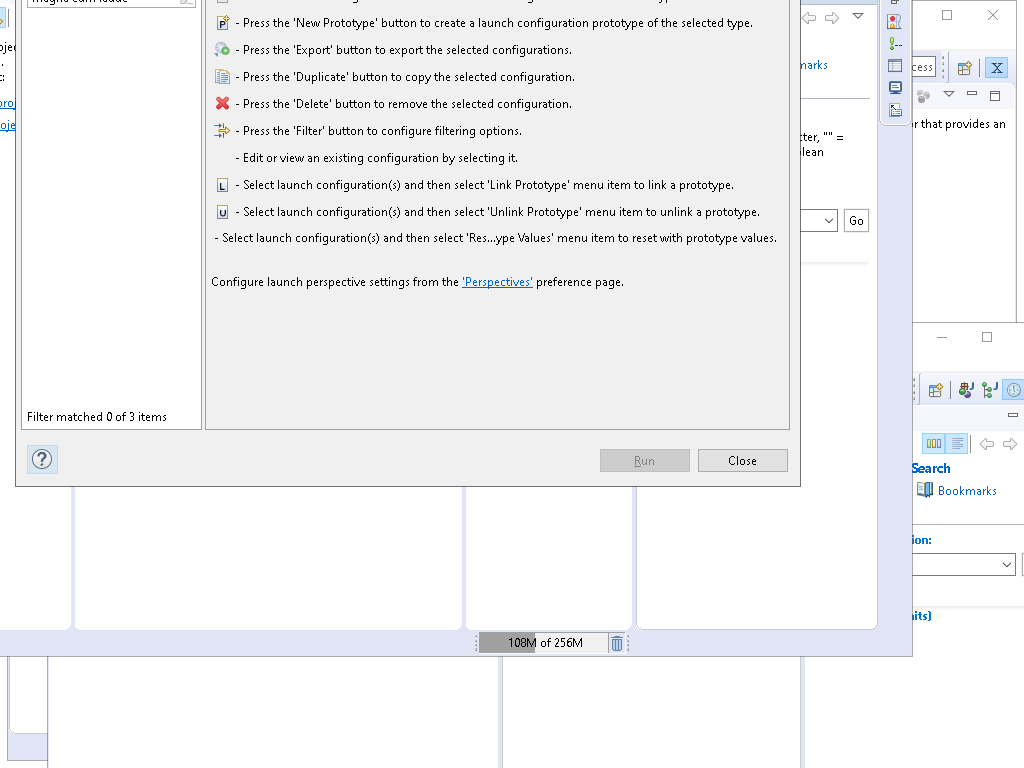 - Press the 'New Prototype' button to create a launch configuration prototype of the selected type.
- Press the 'Export' button to export the selected configurations.
- Press the 'Duplicate' button to copy the selected configuration.
- Press the 'Delete' button to remove the selected configuration.
- Press the 'Filter' button to configure filtering options.
- Edit or view an existing configuration by selecting it.
L - Select launch configuration(s) and then select 'Link Prototype' menu item to link a prototype.
U - Select launch configuration(s) and then select 'Unlink Prototype' menu item to unlink a prototype.
- Select launch configuration(s) and then select 'Res...ype Values' menu item to reset with prototype values.
Configure launch perspective settings from the 'Perspectives' preference page.
Filter matched 0 of 3 items
Run
Close
marks
cess
X
r that provides an
tter, "" =
lean
Go
Search
Bookmarks
ion:
its)
108M of 256M